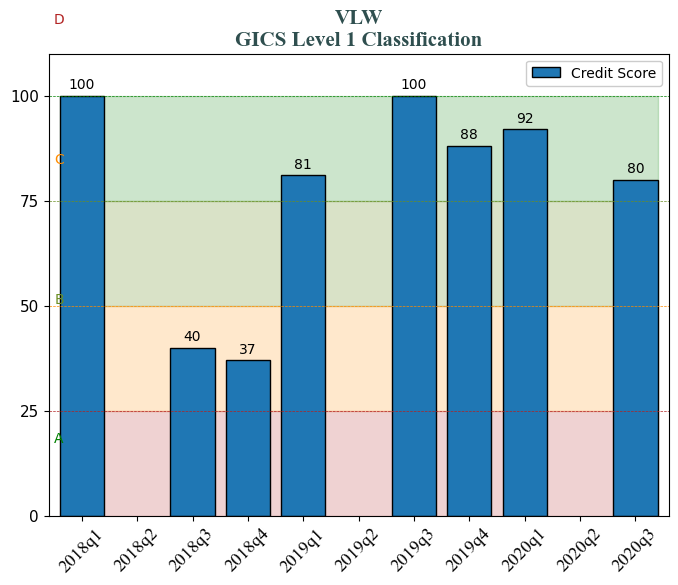 D
VLW
GICS Level 1 Classification
Credit Score
100
100
100
92
88
C
81
80
75
50
B
40
37
25
A
0
2018q1
2018q2
2018q3
2018q4
2019q1
2019q2
2019q3
2019q4
2020q1
2020q2
2020q3